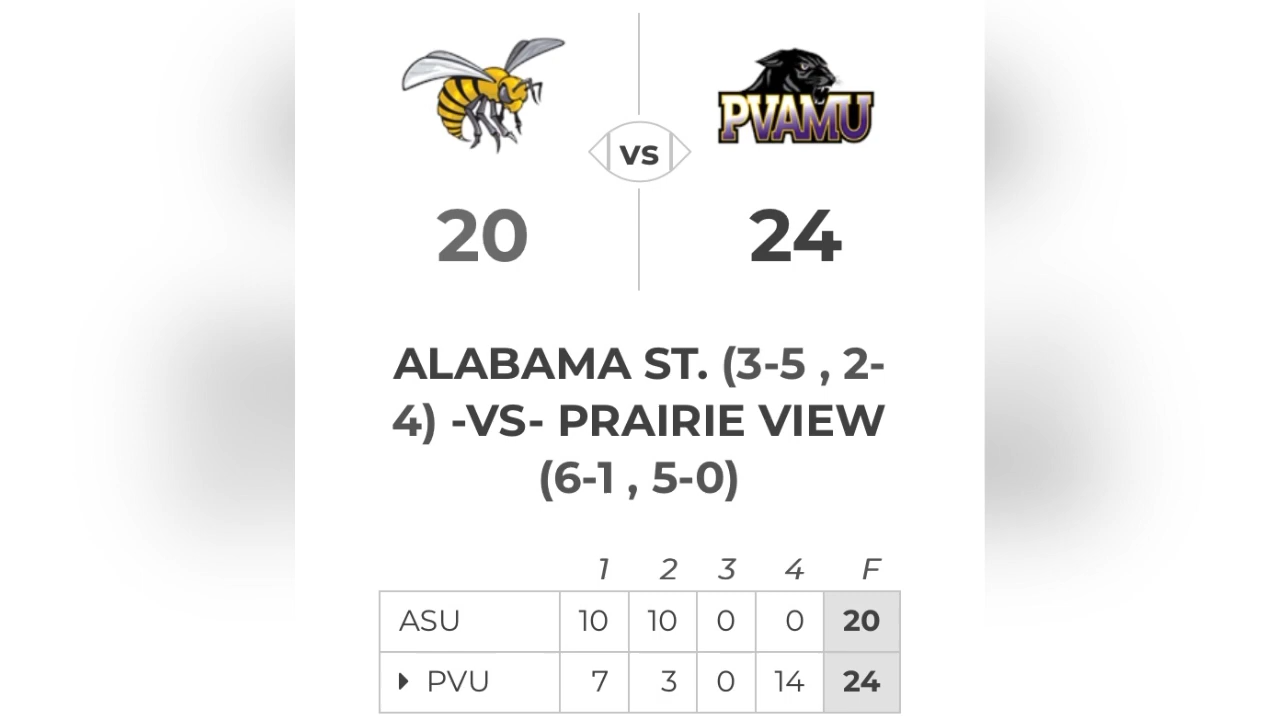 PVAMU
VS
20
24
ALABAMA ST. (3-5 , 2-
4) -VS- PRAIRIE VIEW
(6-1 , 5-0)
1 2 3 4 F
ASU 10 10 0 0 20
PVU 7 3 0 14 24